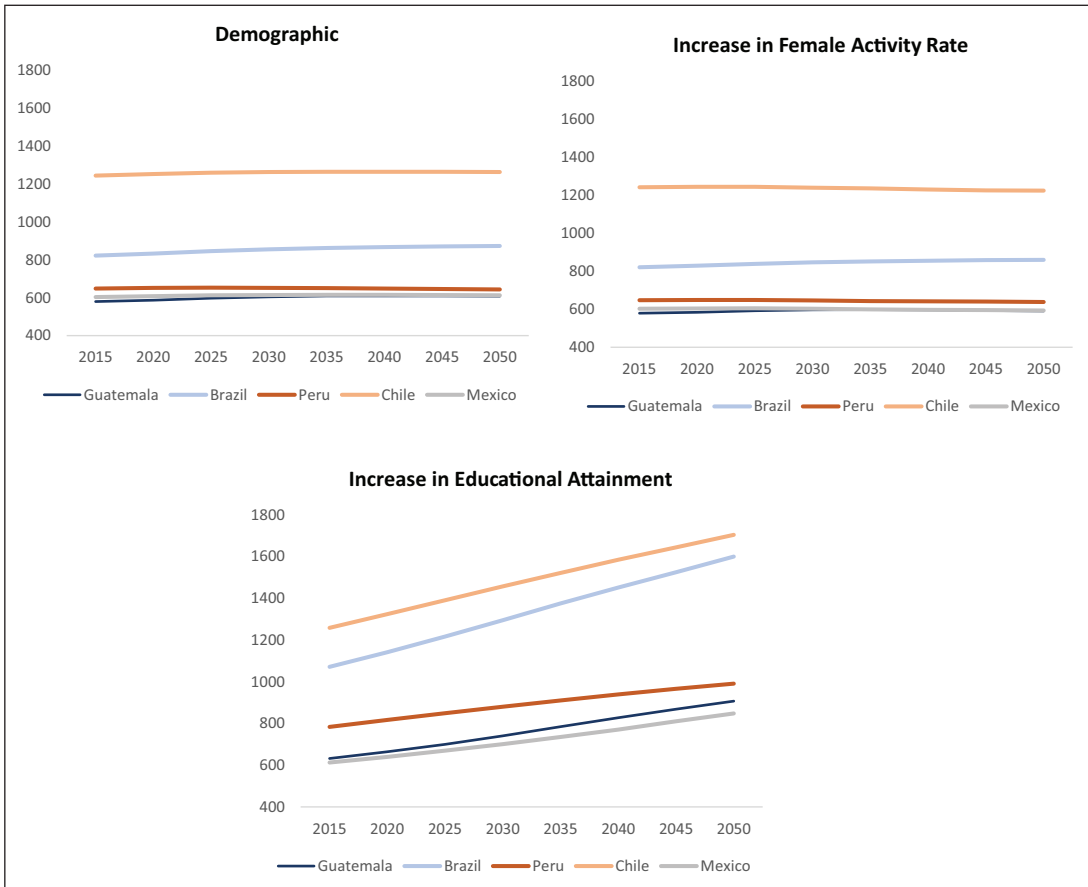 Demographic
1800
1600
1400
1200
1000
800
600
400
2015 2020 2025 2030 2035 2040 2045 2050
Guatemala Brazil Peru Chile Mexico
Increase in Female Activity Rate
1800
1600
1400
1200
1000
800
600
400
2015 2020 2025 2030 2035 2040 2045 2050
Guatemala Brazil Peru Chile Mexico
Increase in Educational Attainment
1800
1600
1400
1200
1000
800
600
400
2015 2020 2025 2030 2035 2040 2045 2050
Guatemala Brazil Peru Chile Mexico